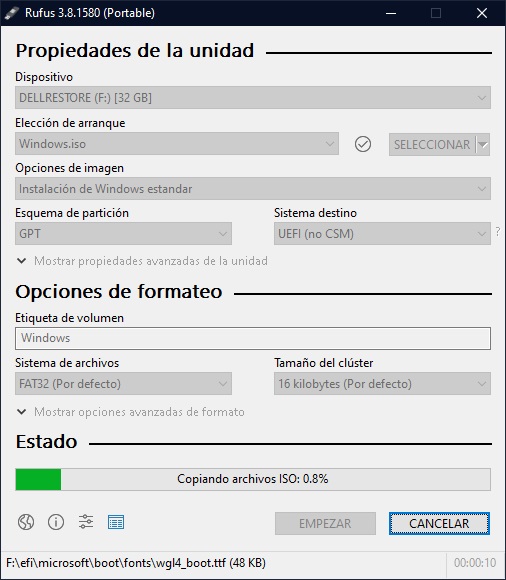 Rufus 3.8.1580 (Portable)
Propiedades de la unidad
Dispositivo
DELLRESTORE (F:) [32 GB]
Elección de arranque
Windows.iso
SELECCIONAR
Opciones de imagen
Instalación de Windows estandar
Esquema de partición
Sistema destino
GPT
UEFI (no CSM)
?
Mostrar propiedades avanzadas de la unidad
Opciones de formateo
Etiqueta de volumen
Windows
Sistema de archivos
Tamaño del clúster
FAT32 (Por defecto)
16 kilobytes (Por defecto)
Mostrar opciones avanzadas de formato
Estado
Copiando archivos ISO: 0.8%
EMPEZAR
CANCELAR
F:\efi\microsoft\boot\fonts\wgl4_boot.ttf (48 KB)
00:00:10